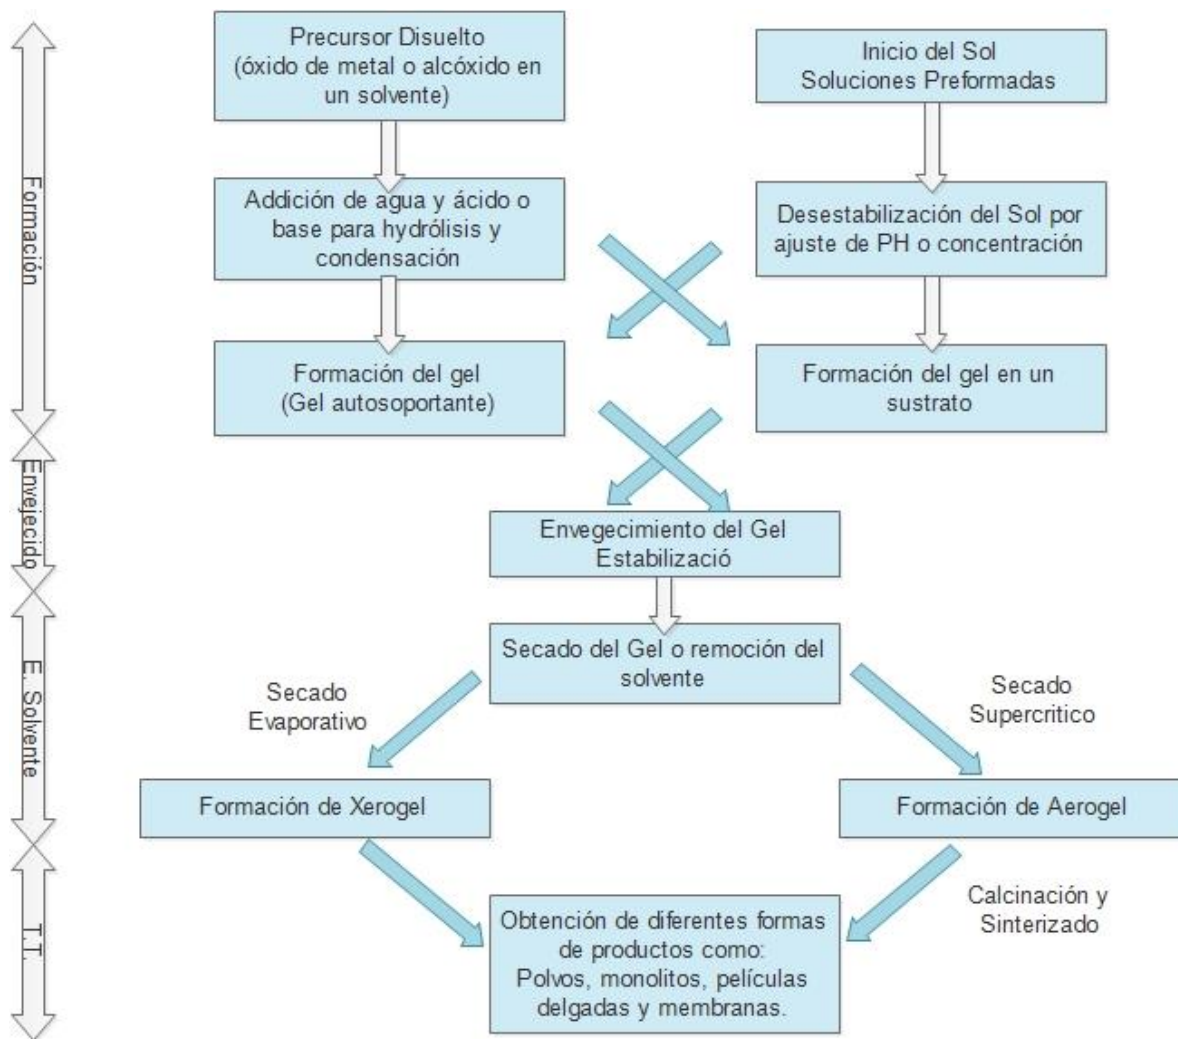 Precursor Disuelto
(óxido de metal o alcóxido en
un solvente)
Inicio del Sol
Soluciones Preformadas
Formación
Addición de agua y ácido o
base para hydrólisis y
condensación
Desestabilización del Sol por
ajuste de PH o concentración
Formación del gel
(Gel autosoportante)
Formación del gel en un
sustrato
Envejecido
Envegecimiento del Gel
Estabilizació
E. Solvente
Secado del Gel o remoción del
solvente
Secado
Evaporativo
Secado
Supercritico
Formación de Xerogel
Formación de Aerogel
T.T.
Calcinación y
Sinterizado
Obtención de diferentes formas
de productos como:
Polvos, monolitos, películas
delgadas y membranas.